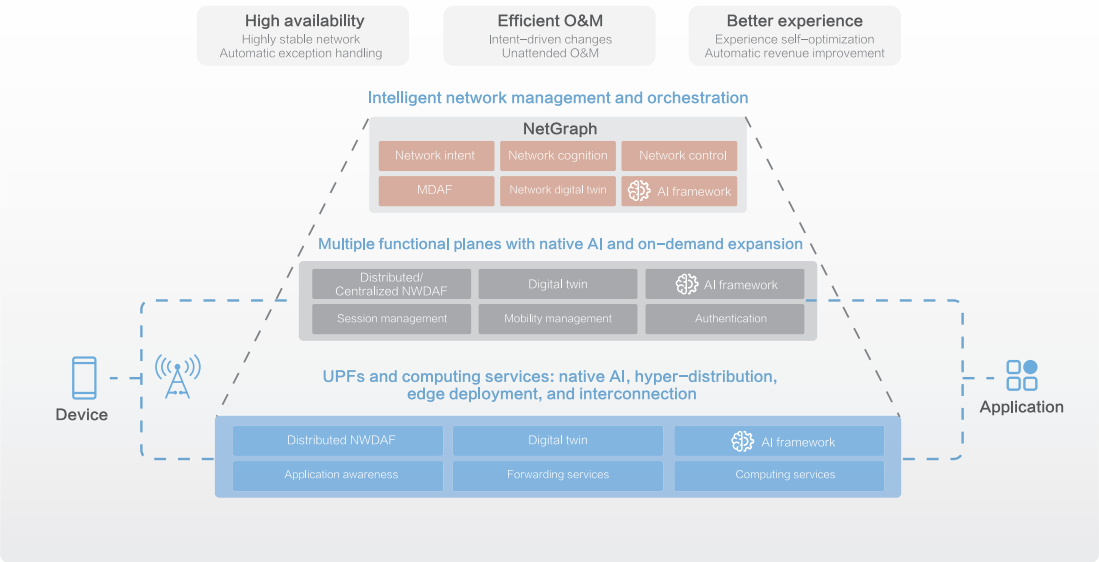 High availability
Highly stable network
Automatic exception handling
Efficient O&M
Intent-driven changes
Unattended O&M
Better experience
Experience self-optimization
Automatic revenue improvement
Intelligent network management and orchestration
NetGraph
Network intent
Network cognition
Network control
MDAF
Network digital twin
AI framework
Multiple functional planes with native AI and on-demand expansion
Distributed/
Centralized NWDAF
Digital twin
AI framework
Session management
Mobility management
Authentication
Device
UPFs and computing services: native AI, hyper-distribution,
edge deployment, and interconnection
Application
Distributed NWDAF
Digital twin
AI framework
Application awareness
Forwarding services
Computing services